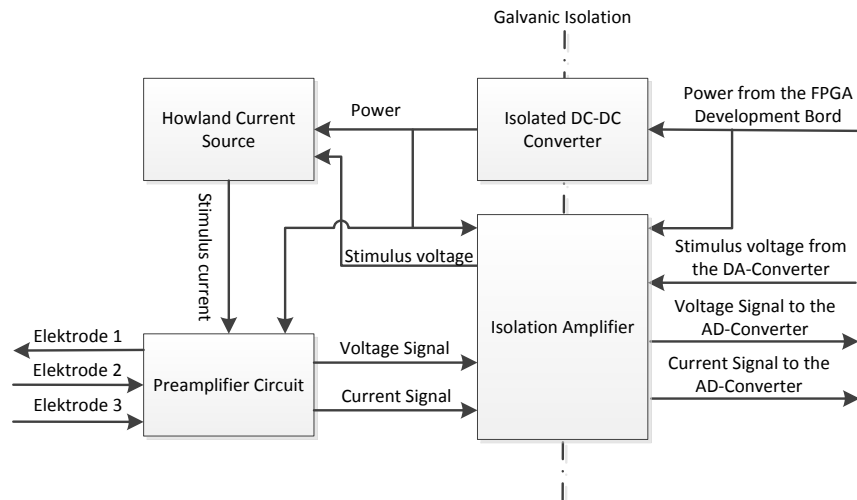 Galvanic Isolation
Howland Current
Source
Power
Isolated DC-DC
Converter
Power from the FPGA
Development Bord
Stimulus current
Stimulus voltage
Stimulus voltage from
the DA-Converter
Isolation Amplifier
Voltage Signal to the
AD-Converter
Current Signal to the
AD-Converter
Elektrode 1
Elektrode 2
Elektrode 3
Preamplifier Circuit
Voltage Signal
Current Signal